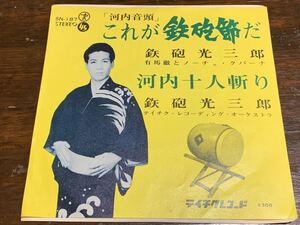 SN-187
STEREO
45
「河内音頭」
これが鉄砲節だ
鉄砲光三郎
有馬徹とノーチェ・クバーナ
河内十人斬り
鉄砲光三郎
テイチク・レコーディング・オーケストラ
テイチクレコード
¥300